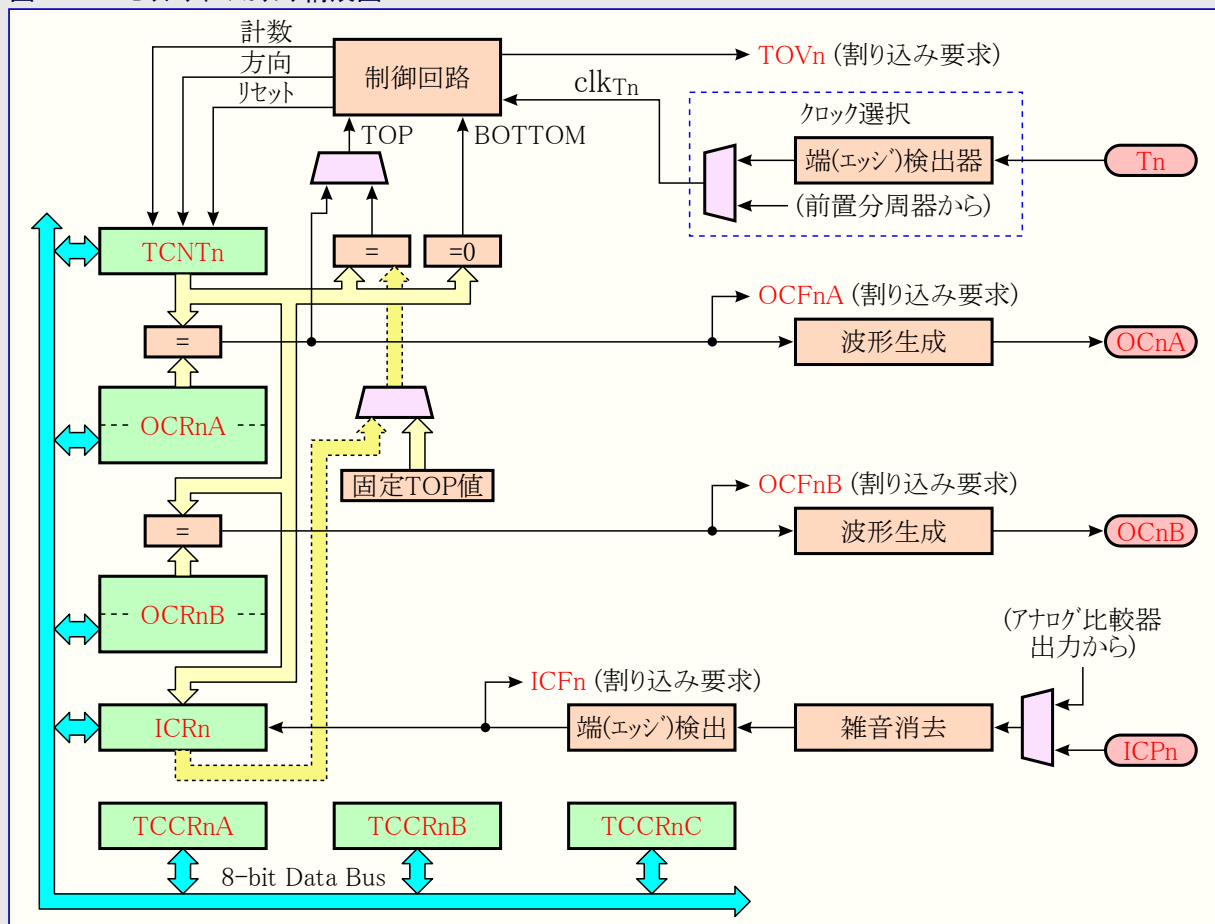 計数
方向
リセット
制御回路
TOVn (割り込み要求)
clkTn
TOP
BOTTOM
クロック選択
端(エッジ)検出器
Tn
(前置分周器から)
TCNTn
=
=0
OCFnA (割り込み要求)
=
波形生成
OCnA
OCRnA
固定TOP値
OCFnB (割り込み要求)
=
波形生成
OCnB
OCRnB
(アナログ比較器
出力から)
ICFn (割り込み要求)
ICRn
端(エッジ)検出
雑音消去
ICPn
TCCRnA
TCCRnB
TCCRnC
8-bit Data Bus